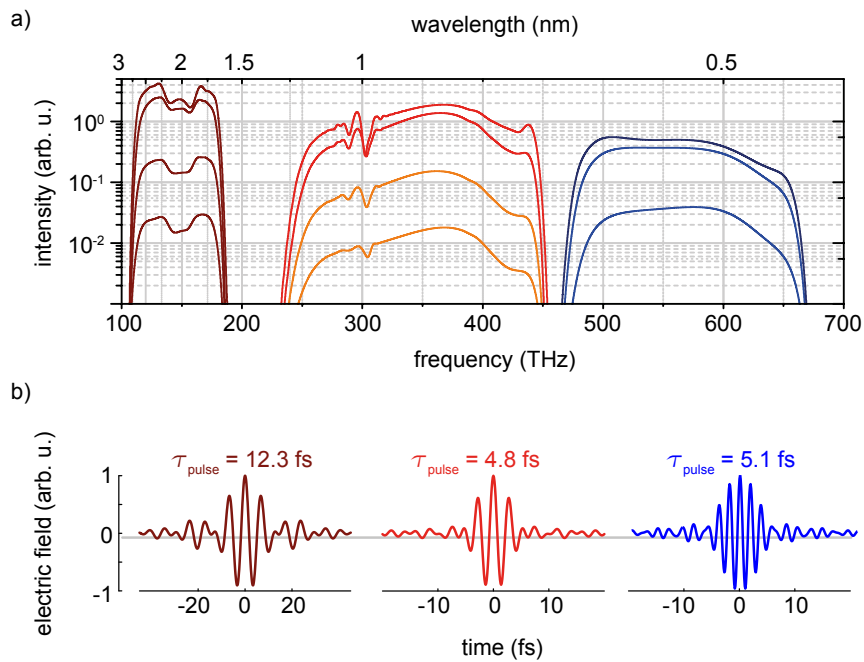 a)
wavelength (nm)
3 2 1.5 1 0.5
intensity (arb. u.)
10⁰
10⁻¹
10⁻²
100 200 300 400 500 600 700
frequency (THz)
b)
electric field (arb. u.)
τpulse = 12.3 fs τpulse = 4.8 fs τpulse = 5.1 fs
1
0
-1
-20 0 20 -10 0 10 -10 0 10
time (fs)